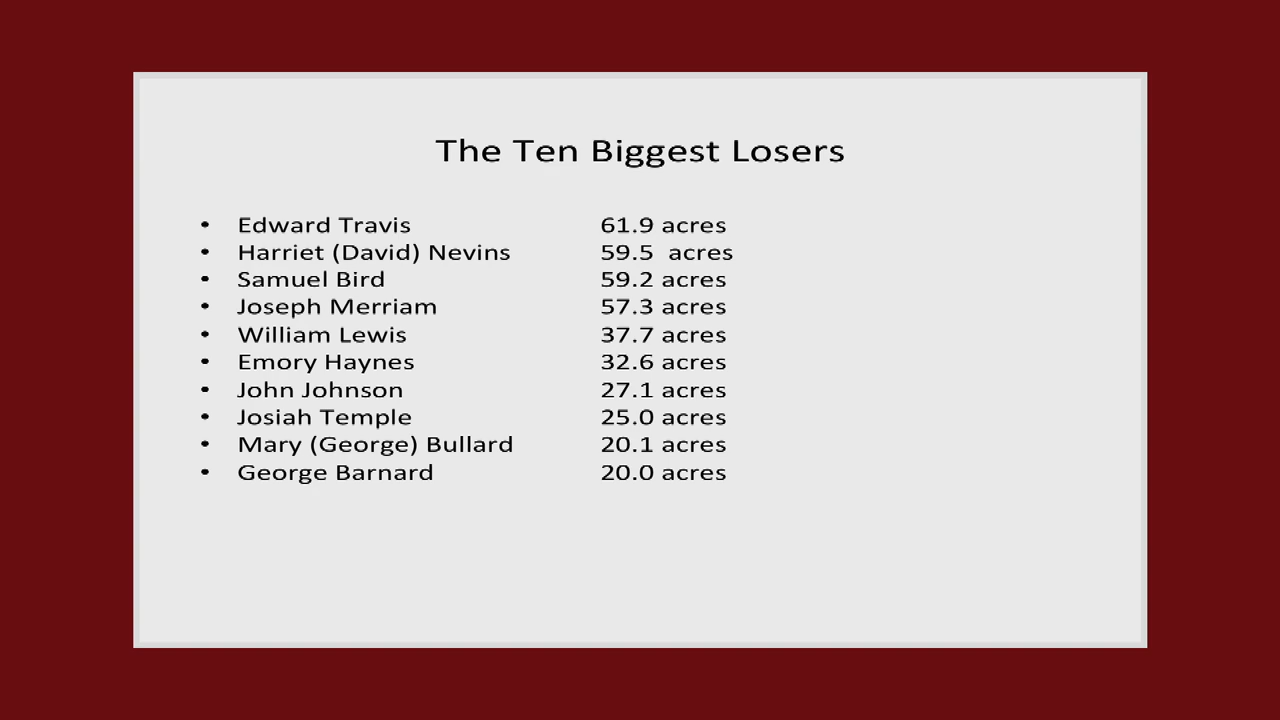 The Ten Biggest Losers
• Edward Travis 61.9 acres
• Harriet (David) Nevins 59.5 acres
• Samuel Bird 59.2 acres
• Joseph Merriam 57.3 acres
• William Lewis 37.7 acres
• Emory Haynes 32.6 acres
• John Johnson 27.1 acres
• Josiah Temple 25.0 acres
• Mary (George) Bullard 20.1 acres
• George Barnard 20.0 acres